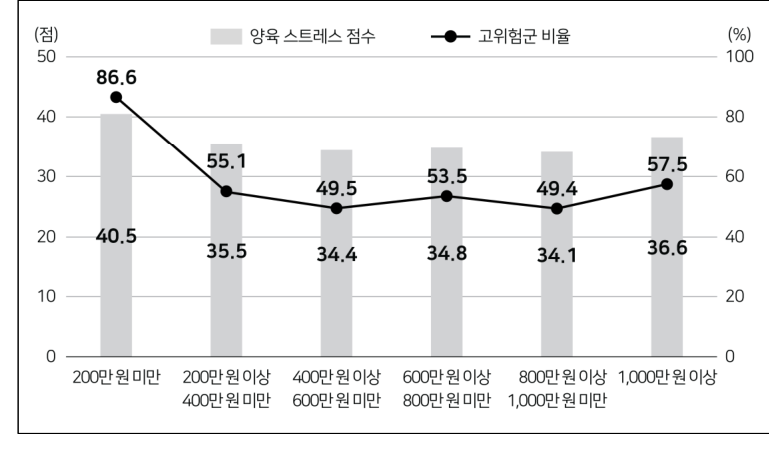 (점) 양육 스트레스 점수 고위험군 비율 (%)
50 100
86.6
40 80
55.1 49.5 53.5 49.4 57.5
30 60
40.5 35.5 34.4 34.8 34.1 36.6
20 40
10 20
0 0
200만 원 미만 200만 원 이상 400만 원 이상 600만 원 이상 800만 원 이상 1,000만 원 이상
400만 원 미만 600만 원 미만 800만 원 미만 1,000만 원 미만